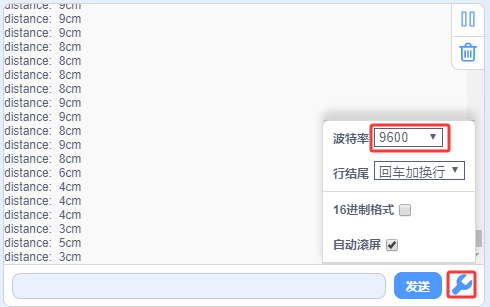 distance: 9cm
distance: 9cm
distance: 9cm
distance: 8cm
distance: 8cm
distance: 8cm
distance: 8cm
distance: 9cm
distance: 9cm
distance: 8cm
distance: 9cm
distance: 8cm
distance: 6cm
distance: 4cm
distance: 4cm
distance: 4cm
distance: 3cm
distance: 5cm
distance: 3cm
波特率 9600
行结尾 回车加换行
16进制格式
自动滚屏
发送